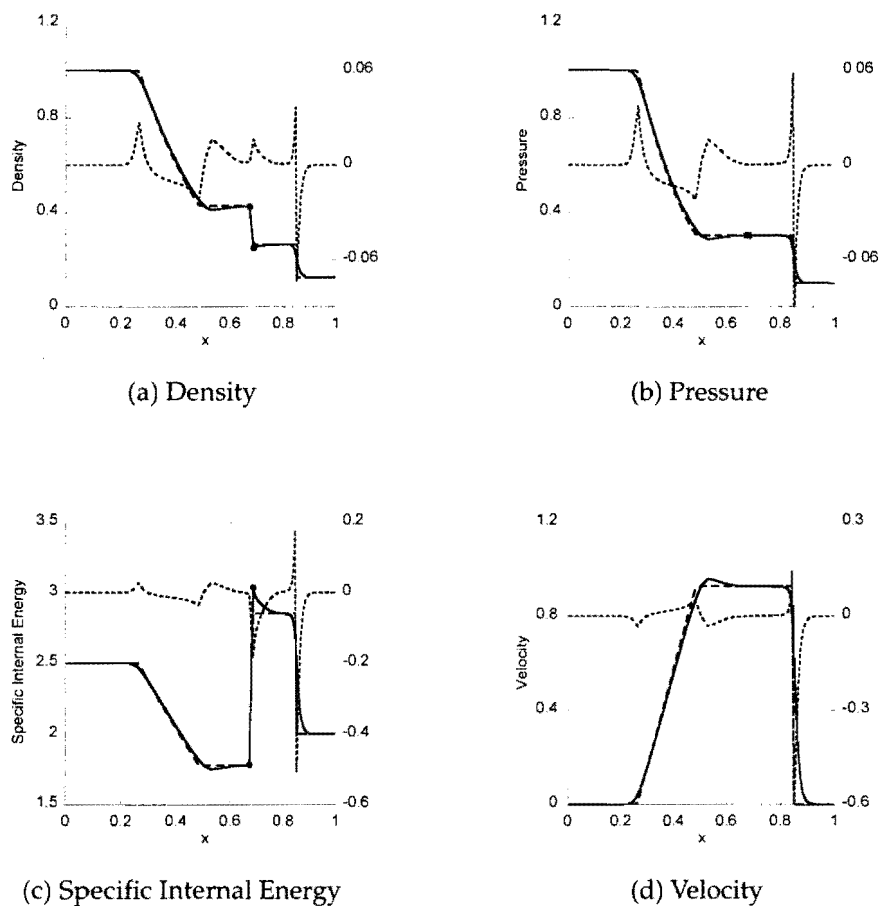 1.2
0.8
0.4
0
Density
0.06
0
-0.06
0 0.2 0.4 0.6 0.8 1
x
(a) Density
1.2
0.9
0.6
0.3
0
Pressure
0.06
0
-0.06
0 0.2 0.4 0.6 0.8 1
x
(b) Pressure
3.5
3
2.5
2
1.5
Specific Internal Energy
0.2
0
-0.2
-0.4
-0.6
0 0.2 0.4 0.6 0.8 1
x
(c) Specific Internal Energy
1.2
0.8
0.4
0
Velocity
0.3
0
-0.3
-0.6
0 0.2 0.4 0.6 0.8 1
x
(d) Velocity